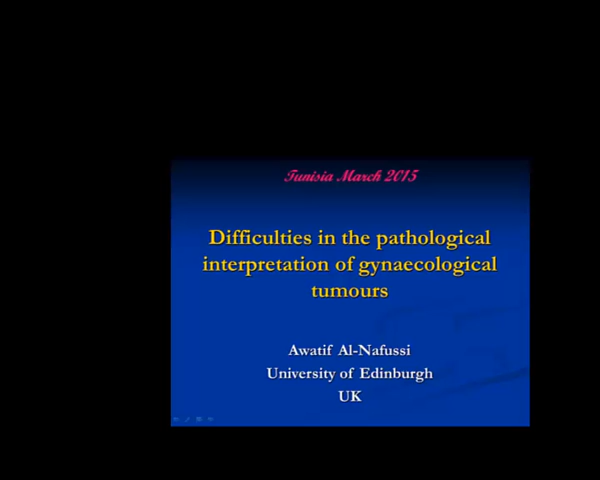 Tunisia March 2015
Difficulties in the pathological
interpretation of gynaecological
tumours
Awatif Al-Nafussi
University of Edinburgh
UK